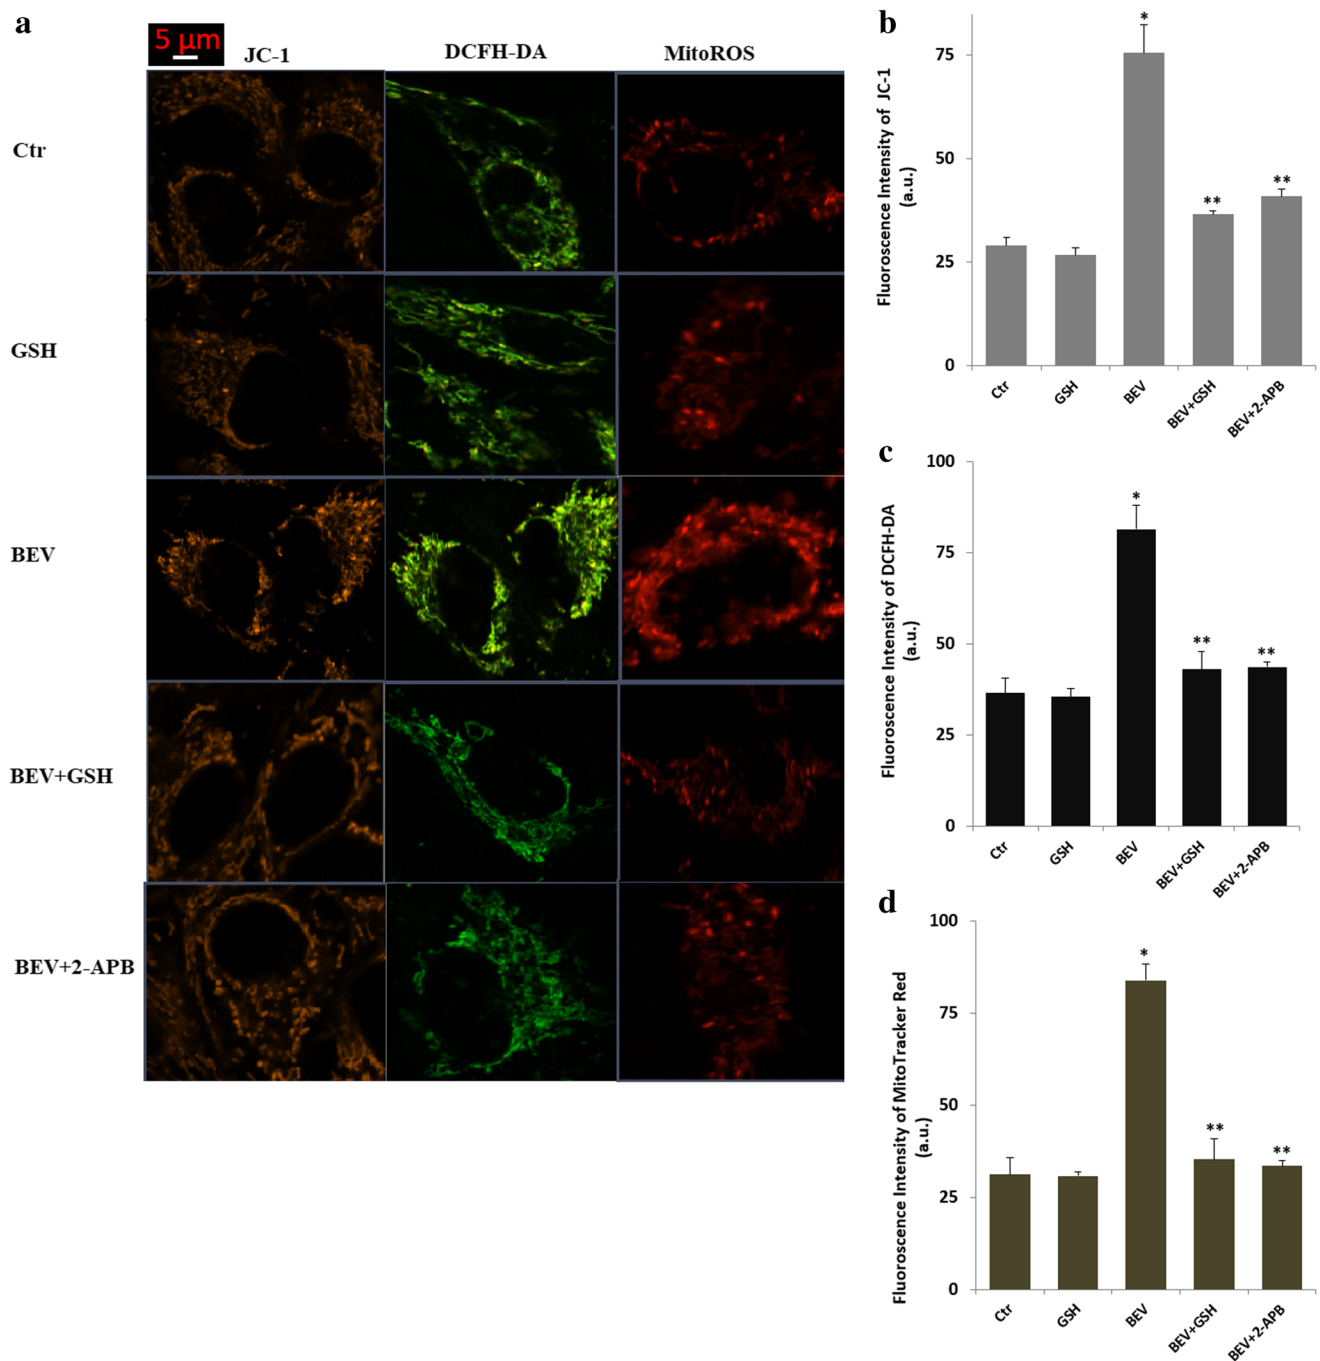 a
5 µm
JC-1
DCFH-DA
MitoROS
Ctr
GSH
BEV
BEV+GSH
BEV+2-APB
b
Fluoroscence Intensity of JC-1
(a.u.)
75
50
25
0
*
**
**
Ctr
GSH
BEV
BEV+GSH
BEV+2-APB
c
Fluoroscence Intensity of DCFH-DA
(a.u.)
100
75
50
25
0
*
**
**
Ctr
GSH
BEV
BEV+GSH
BEV+2-APB
d
Fluoroscence Intensity of MitoTracker Red
(a.u.)
100
75
50
25
0
*
**
**
Ctr
GSH
BEV
BEV+GSH
BEV+2-APB